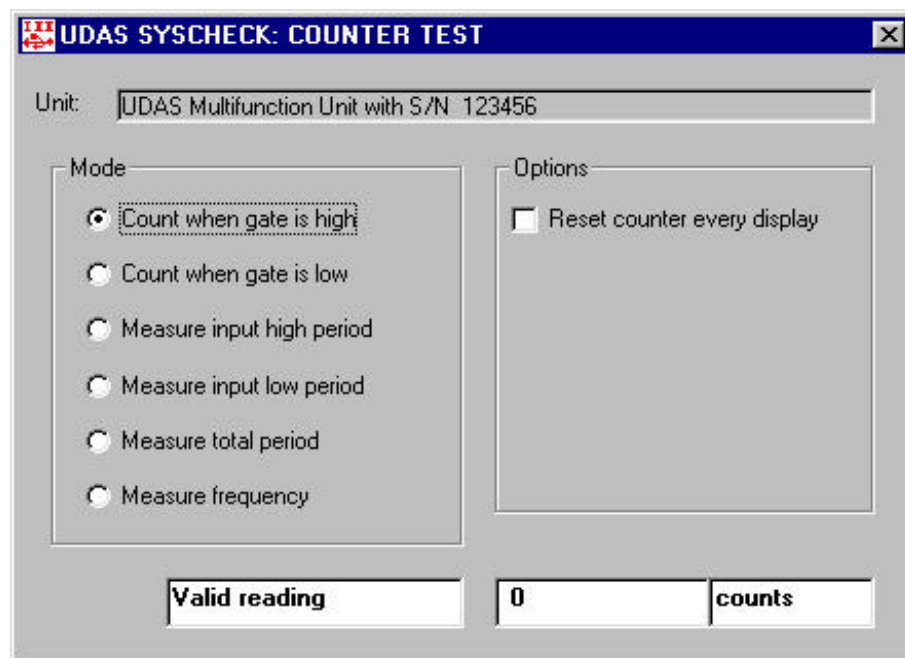 UDAS SYSCHECK: COUNTER TEST
Unit: UDAS Multifunction Unit with S/N 123456
Mode
Count when gate is high
Count when gate is low
Measure input high period
Measure input low period
Measure total period
Measure frequency
Options
Reset counter every display
Valid reading 0 counts